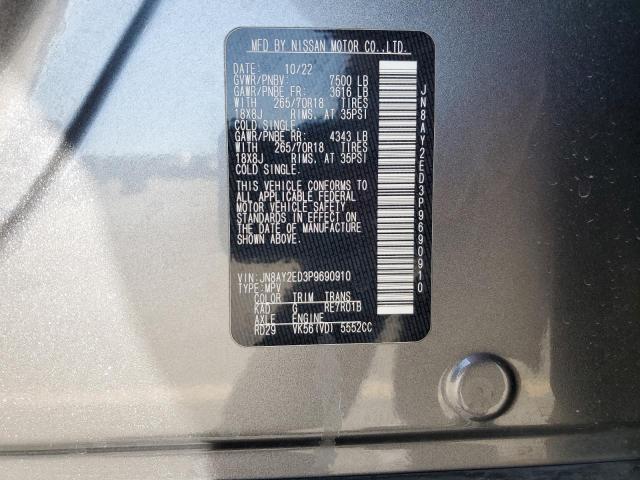 MFD BY NISSAN MOTOR CO.,LTD.
DATE: 10/22
GVWR/PNBV: 7500 LB
GAWR/PNBE FR: 3616 LB
WITH 265/70R18 TIRES
18X8J RIMS. AT 35PSI
COLD SINGLE.
GAWR/PNBE RR: 4343 LB
WITH 265/70R18 TIRES
18X8J RIMS. AT 35PSI
COLD SINGLE.
THIS VEHICLE CONFORMS TO
ALL APPLICABLE FEDERAL
MOTOR VEHICLE SAFETY
STANDARDS IN EFFECT ON
THE DATE OF MANUFACTURE
SHOWN ABOVE.
VIN:JN8AY2ED3P9690910
TYPE:MPV
COLOR TRIM TRANS
KAD G RE7R01B
AXLE ENGINE
RD29 VK56(VD) 5552CC
JN8AY2ED3P9690910